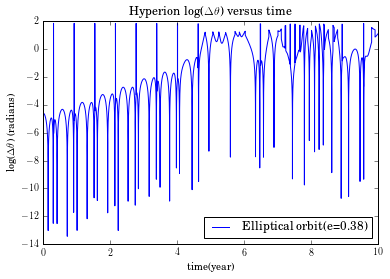 Hyperion log(Δθ) versus time
log(Δθ) (radians)
2
0
−2
−4
−6
−8
−10
−12
−14
0 2 4 6 8 10
time(year)
Elliptical orbit(e=0.38)